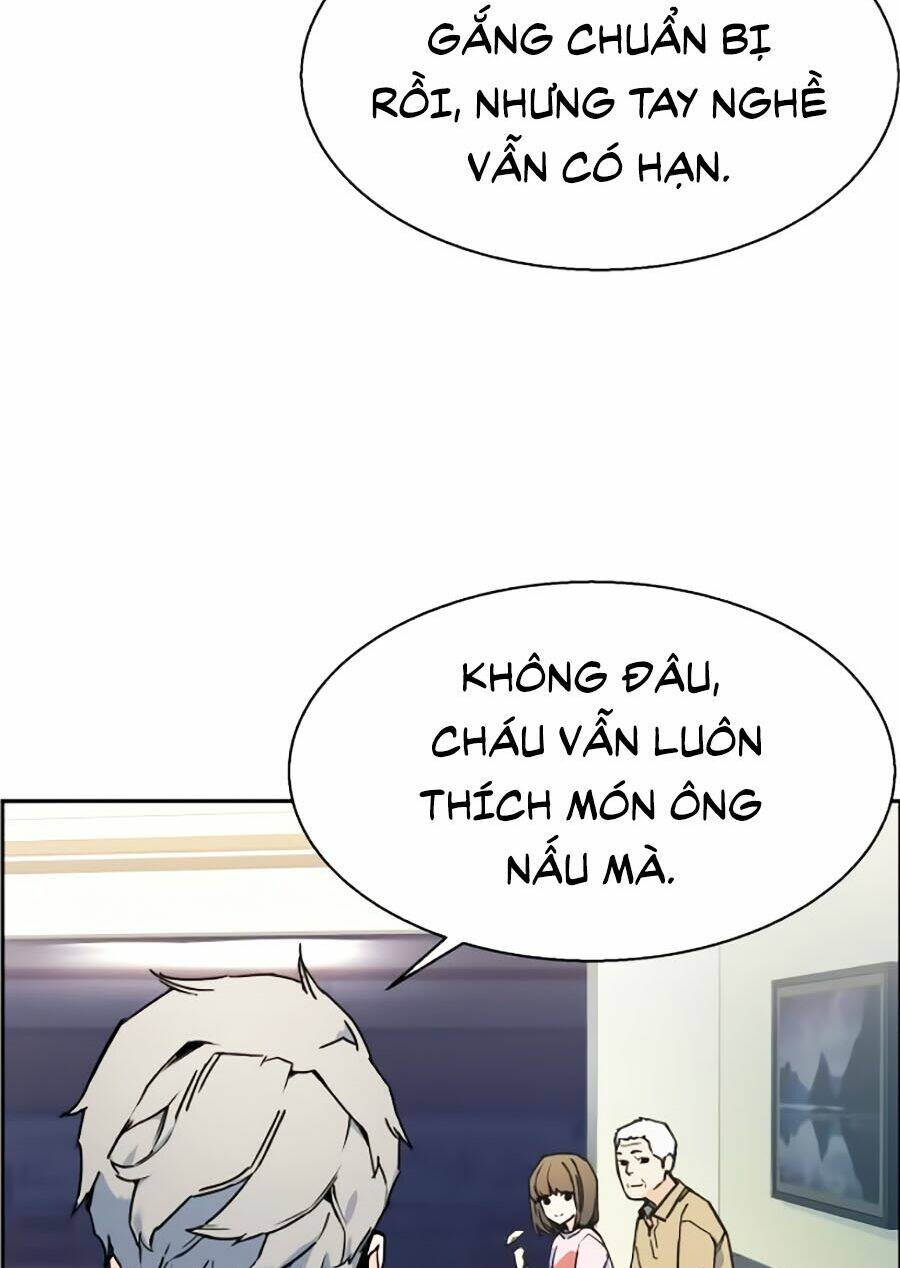 GẮNG CHUẨN BỊ
RỒI, NHƯNG TAY NGHỀ
VẪN CÓ HẠN.
KHÔNG ĐÂU,
CHÁU VẪN LUÔN
THÍCH MÓN ÔNG
NẤU MÀ.